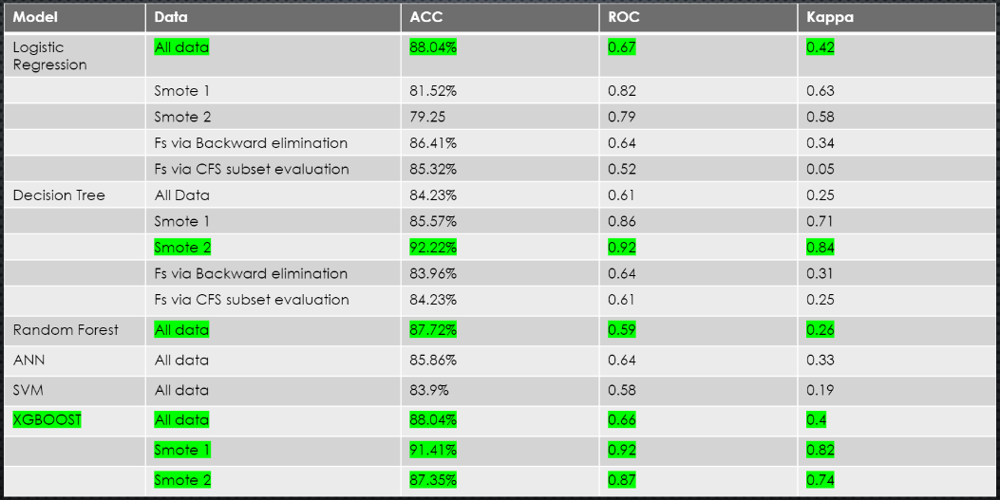 Model Data ACC ROC Kappa
Logistic Regression All data 88.04% 0.67 0.42
Smote 1 81.52% 0.82 0.63
Smote 2 79.25 0.79 0.58
Fs via Backward elimination 86.41% 0.64 0.34
Fs via CFS subset evaluation 85.32% 0.52 0.05
Decision Tree All Data 84.23% 0.61 0.25
Smote 1 85.57% 0.86 0.71
Smote 2 92.22% 0.92 0.84
Fs via Backward elimination 83.96% 0.64 0.31
Fs via CFS subset evaluation 84.23% 0.61 0.25
Random Forest All data 87.72% 0.59 0.26
ANN All data 85.86% 0.64 0.33
SVM All data 83.9% 0.58 0.19
XGBOOST All data 88.04% 0.66 0.4
Smote 1 91.41% 0.92 0.82
Smote 2 87.35% 0.87 0.74